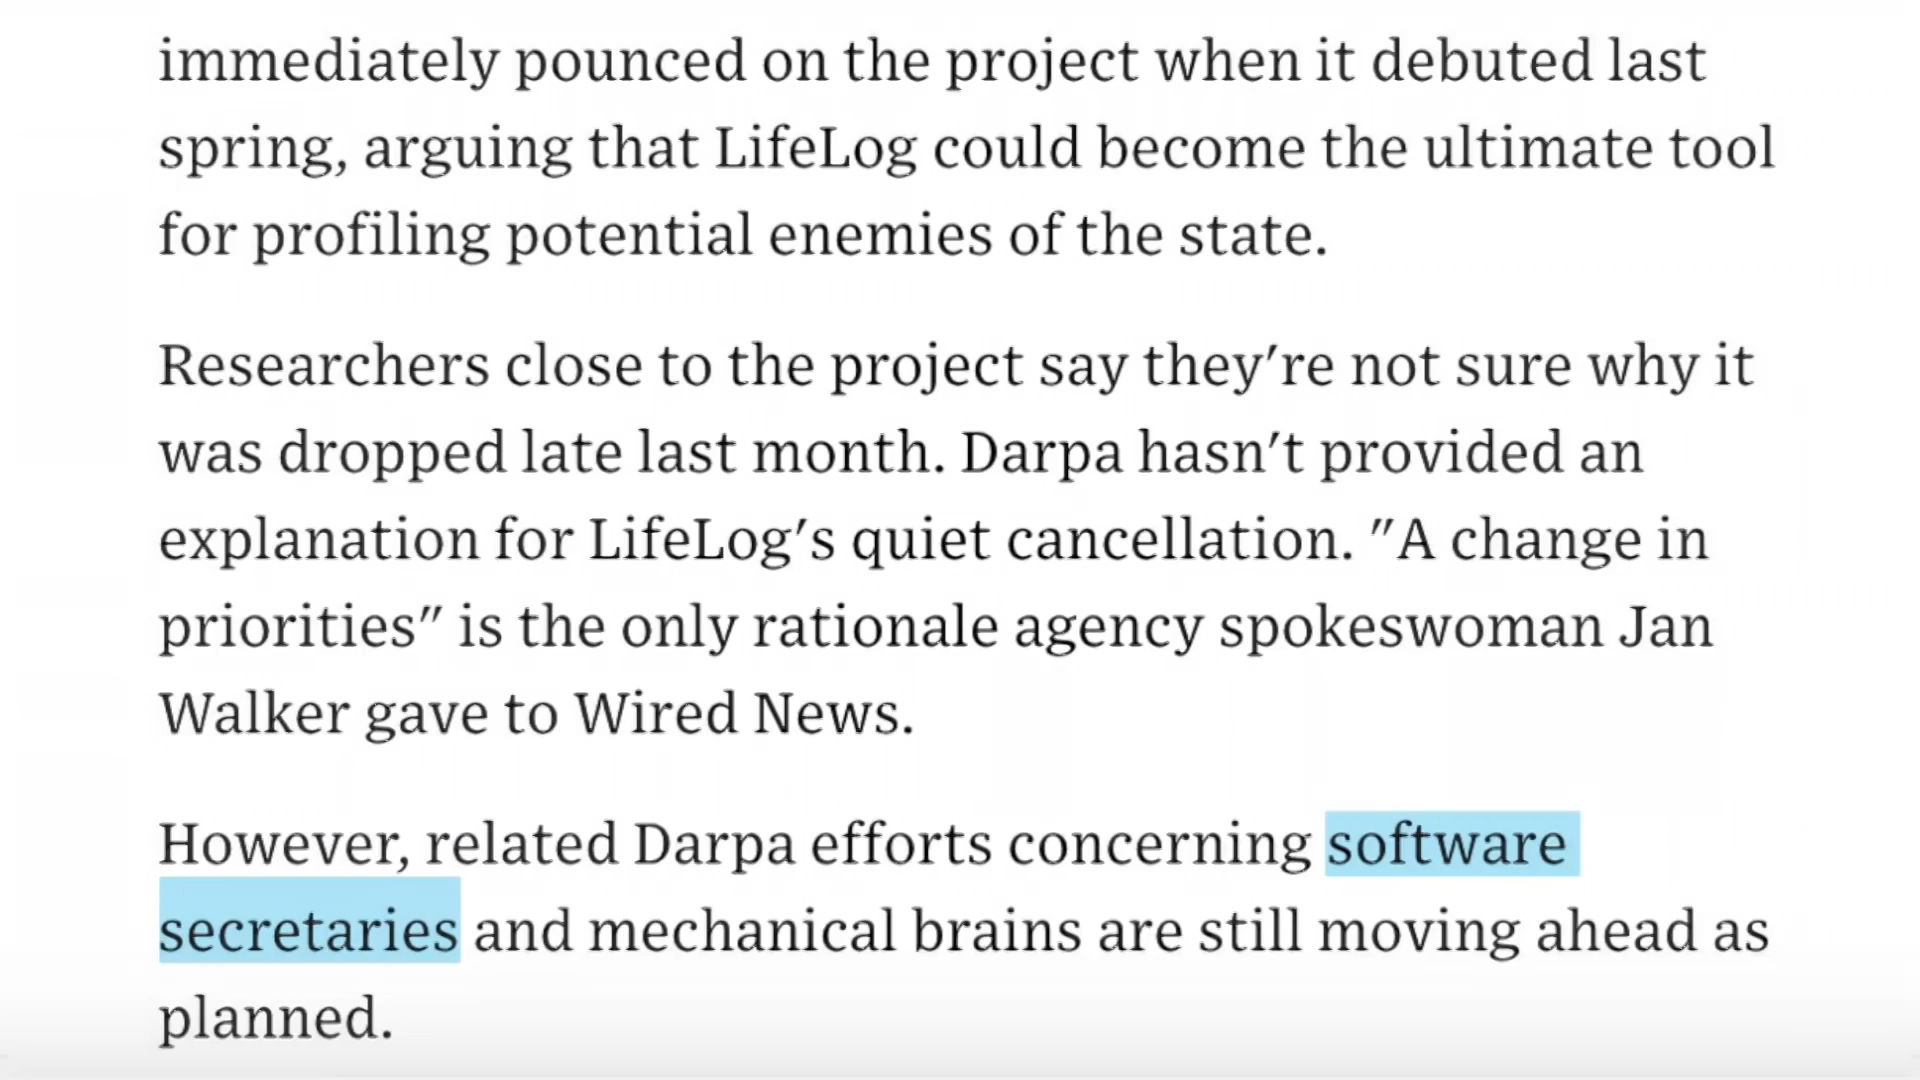 immediately pounced on the project when it debuted last
spring, arguing that LifeLog could become the ultimate tool
for profiling potential enemies of the state.
Researchers close to the project say they're not sure why it
was dropped late last month. Darpa hasn't provided an
explanation for LifeLog's quiet cancellation. "A change in
priorities" is the only rationale agency spokeswoman Jan
Walker gave to Wired News.
However, related Darpa efforts concerning software
secretaries and mechanical brains are still moving ahead as
planned.